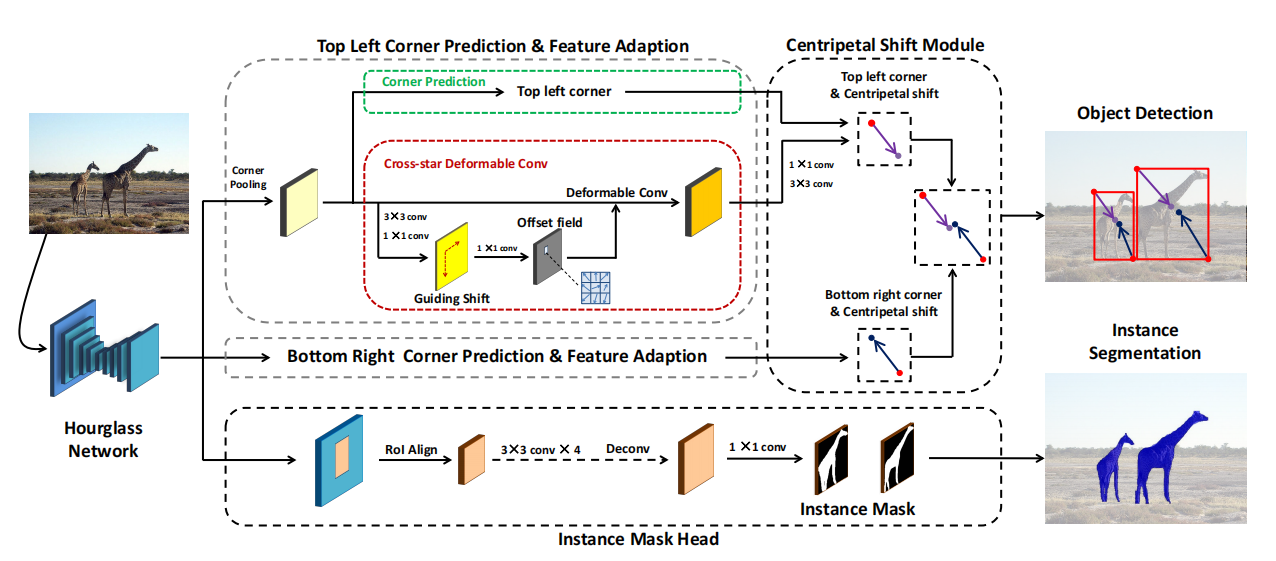 Top Left Corner Prediction & Feature Adaption
Centripetal Shift Module
Corner Prediction
Top left corner
Top left corner
& Centripetal shift
Object Detection
Cross-star Deformable Conv
Corner
Pooling
Deformable Conv
1 ×1 conv
3×3 conv
3×3 conv
1 ×1 conv
Offset field
1 ×1 conv
Guiding Shift
Bottom right corner
& Centripetal shift
Bottom Right Corner Prediction & Feature Adaption
Instance
Segmentation
Hourglass
Network
RoI Align
3×3 conv × 4
Deconv
1 ×1 conv
Instance Mask
Instance Mask Head